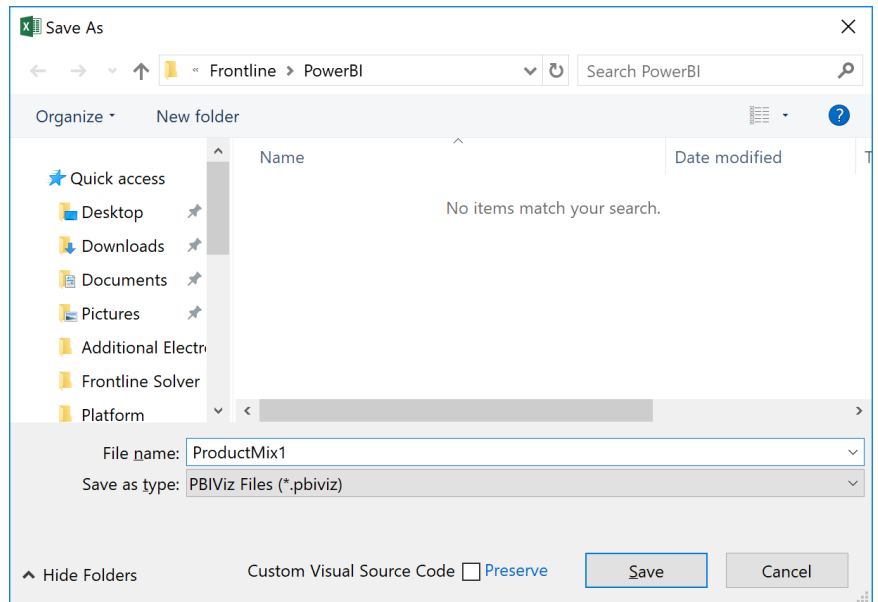 Save As
« Frontline > PowerBI
Search PowerBI
Organize
New folder
?
Name
Date modified
T
Quick access
No items match your search.
Desktop
Downloads
Documents
Pictures
Additional Electr
Frontline Solver
Platform
File name: ProductMix1
Save as type: PBIViz Files (*.pbiviz)
Hide Folders
Custom Visual Source Code Preserve
Save
Cancel